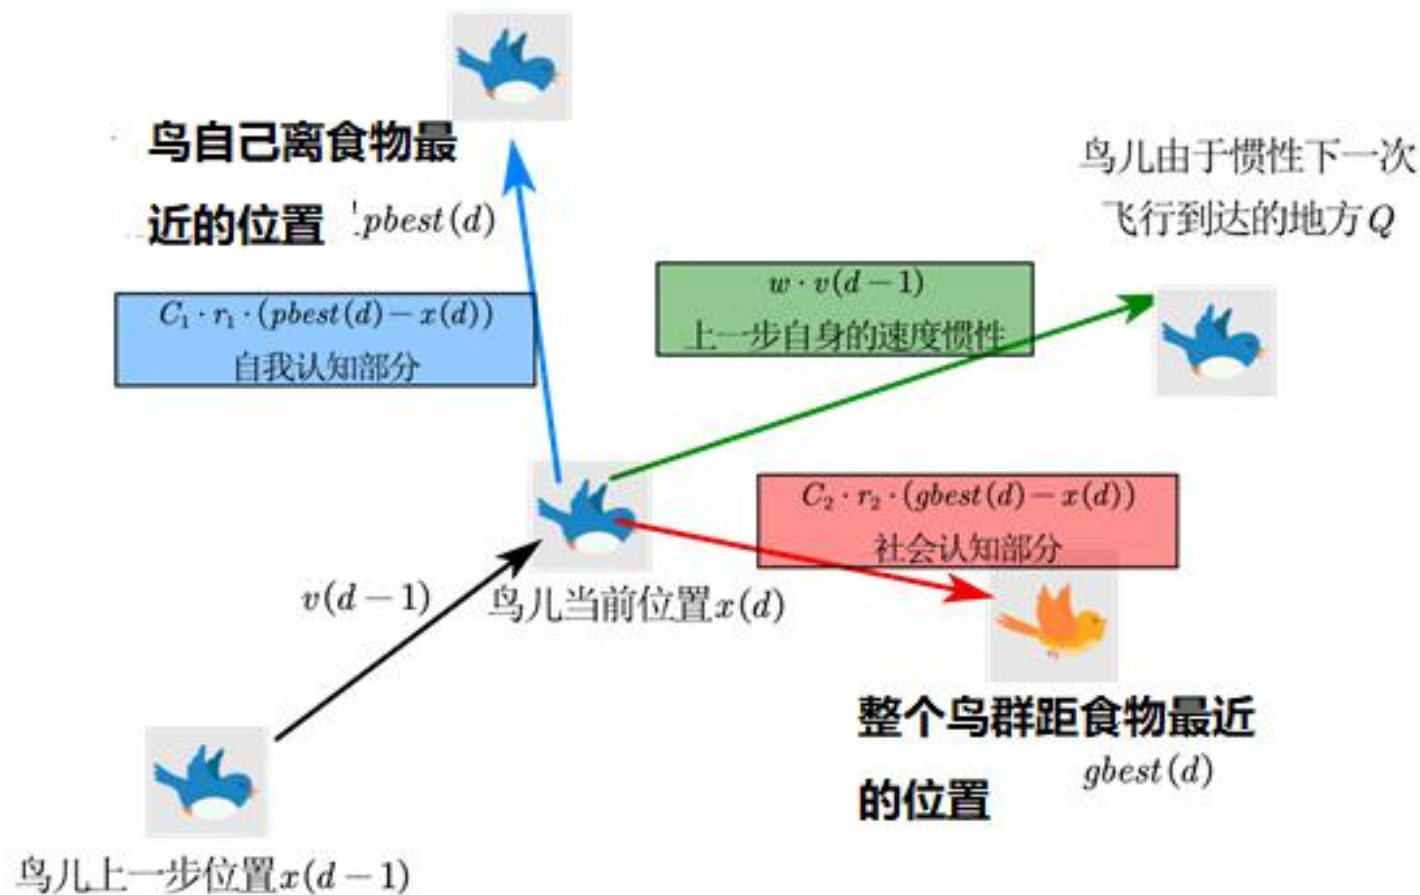 鸟自己离食物最
近的位置 pbest(d)
鸟儿由于惯性下一次
飞行到达的地方Q
C₁·r₁·(pbest(d)−x(d))
自我认知部分
w·v(d−1)
上一步自身的速度惯性
C₂·r₂·(gbest(d)−x(d))
社会认知部分
v(d−1)
鸟儿当前位置x(d)
整个鸟群距食物最近
的位置 gbest(d)
鸟儿上一步位置x(d−1)